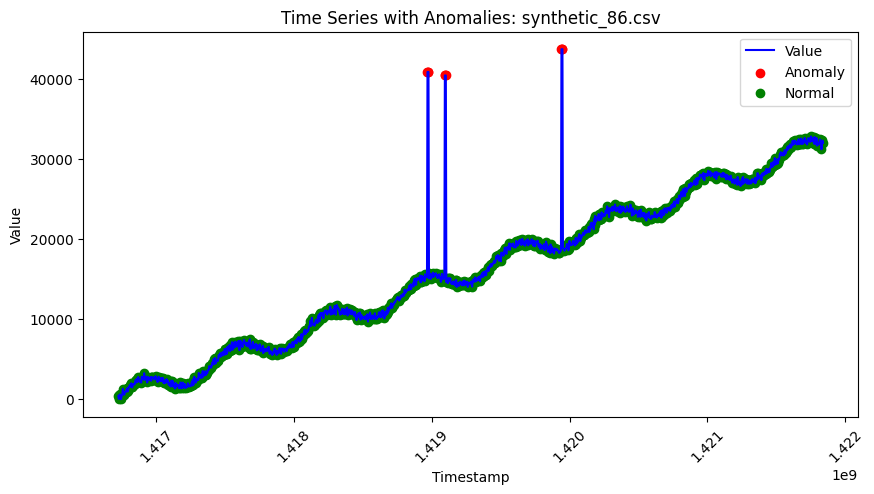 Time Series with Anomalies: synthetic_86.csv
Value
Anomaly
Normal
40000
30000
20000
10000
0
Value
1.417
1.418
1.419
1.420
1.421
1.422
1e9
Timestamp